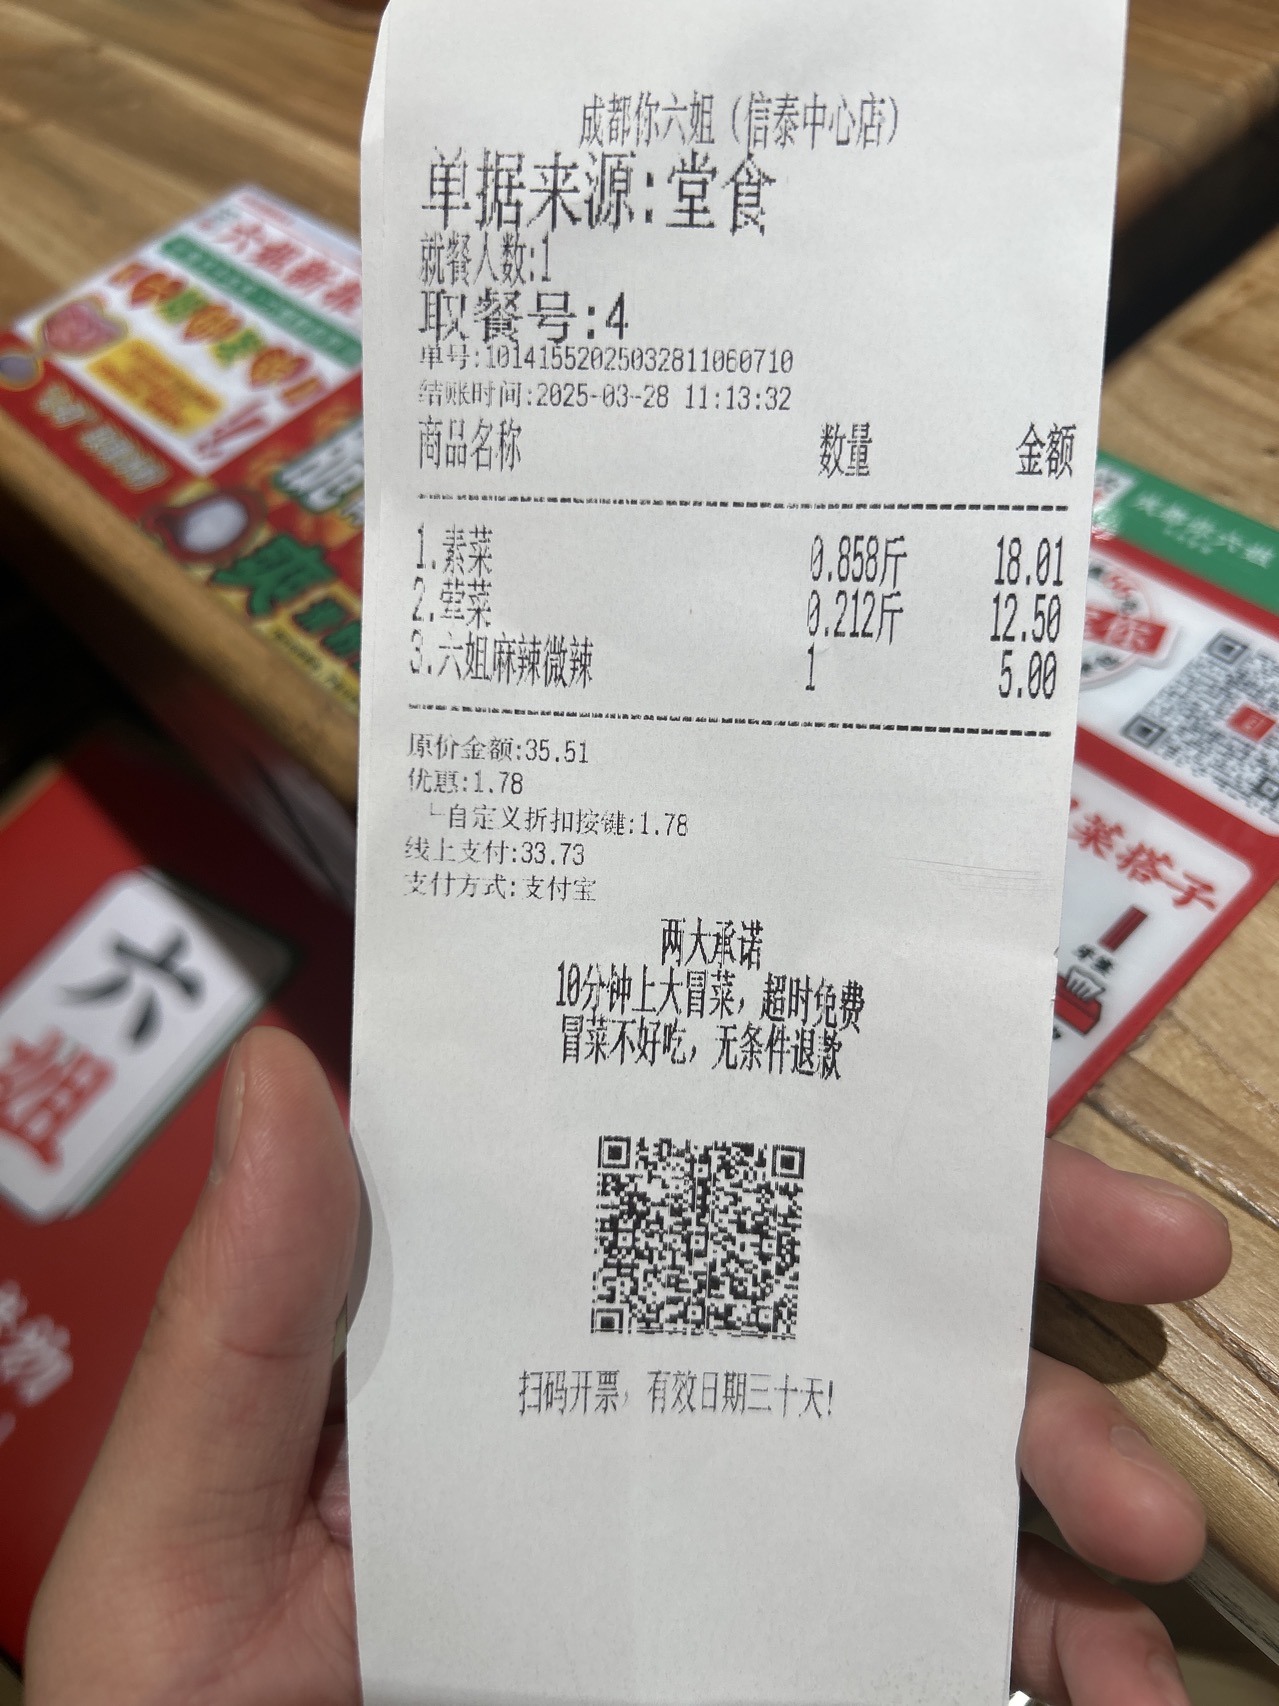 成都你六姐（信泰中心店）
单据来源:堂食
就餐人数:1
取餐号:4
单号:10141552025032811060710
结账时间:2025-03-28 11:13:32
商品名称 数量 金额
1.素菜 0.858斤 18.01
2.荤菜 0.212斤 12.50
3.六姐麻辣微辣 1 5.00
原价金额:35.51
优惠:1.78
└自定义折扣按键:1.78
线上支付:33.73
支付方式:支付宝
两大承诺
10分钟上大冒菜，超时免费
冒菜不好吃，无条件退款
扫码开票，有效日期三十天!
六
姐
菜搭子